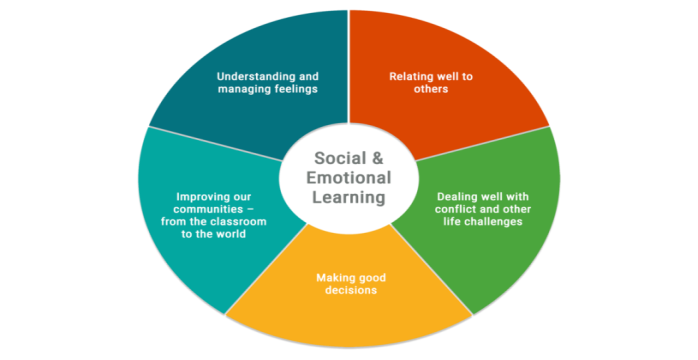 Understanding and
managing feelings
Relating well to
others
Social &
Emotional
Learning
Improving our
communities –
from the classroom
to the world
Dealing well with
conflict and other
life challenges
Making good
decisions